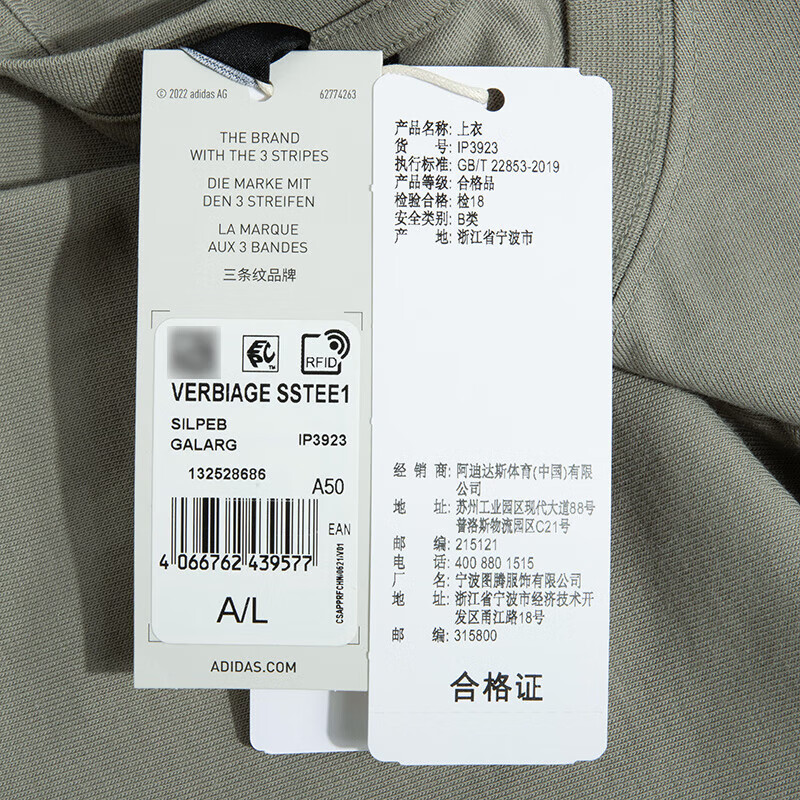 © 2022 adidas AG 62774263
THE BRAND
WITH THE 3 STRIPES
DIE MARKE MIT
DEN 3 STREIFEN
LA MARQUE
AUX 3 BANDES
三条纹品牌
RFID
VERBIAGE SSTEE1
SILPEB
GALARG IP3923
132528686
A50
EAN
4 066762 439577
CSAPPRFCHN/0621/V01
A/L
ADIDAS.COM
产品名称: 上衣
货 号: IP3923
执行标准: GB/T 22853-2019
产品等级: 合格品
检验合格: 检18
安全类别: B类
产 地: 浙江省宁波市
经 销 商: 阿迪达斯体育(中国)有限
公司
地 址: 苏州工业园区现代大道88号
普洛斯物流园区C21号
邮 编: 215121
电 话: 400 880 1515
厂 名: 宁波图腾服饰有限公司
地 址: 浙江省宁波市经济技术开
发区甬江路18号
邮 编: 315800
合格证